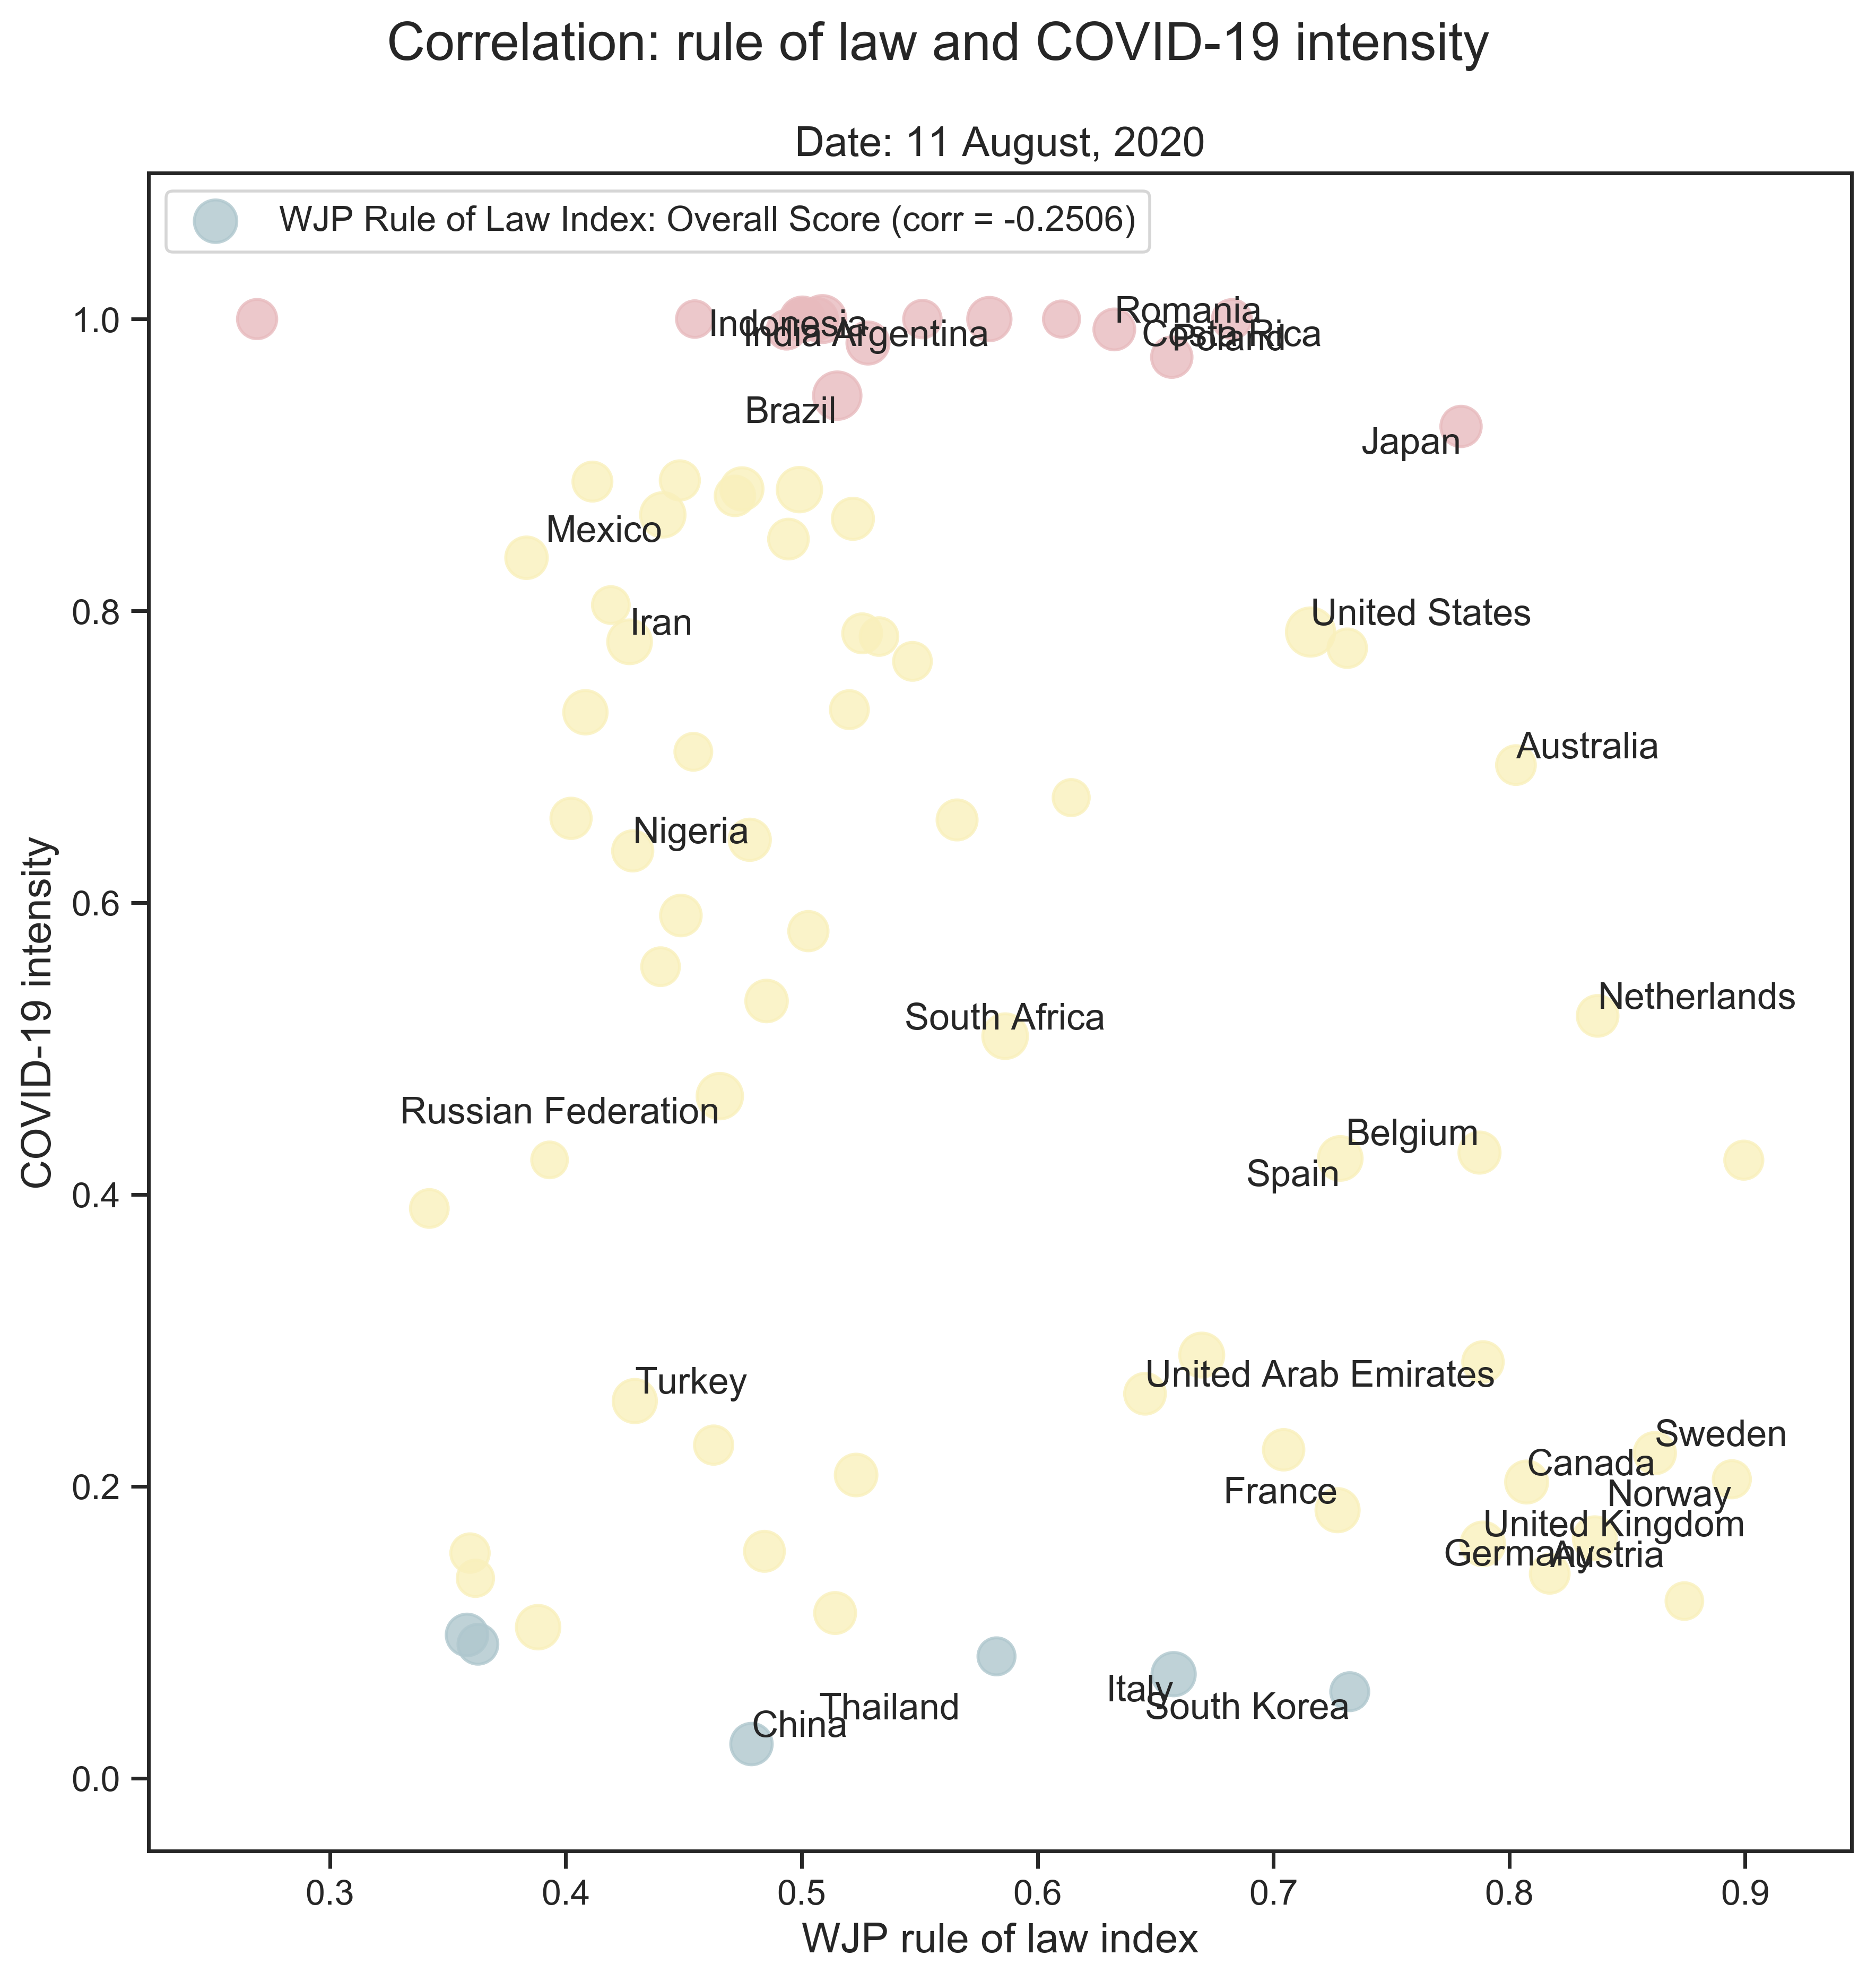 Correlation: rule of law and COVID-19 intensity
Date: 11 August, 2020
WJP Rule of Law Index: Overall Score (corr = -0.2506)
1.0
0.8
0.6
0.4
0.2
0.0
COVID-19 intensity
Romania
Indonesia
India
Argentina
Costa Rica
Poland
Brazil
Japan
Mexico
Iran
United States
Australia
Nigeria
Netherlands
South Africa
Russian Federation
Belgium
Spain
Turkey
United Arab Emirates
Sweden
Canada
France
Norway
United Kingdom
Germany
Austria
Italy
Thailand
South Korea
China
0.3
0.4
0.5
0.6
0.7
0.8
0.9
WJP rule of law index